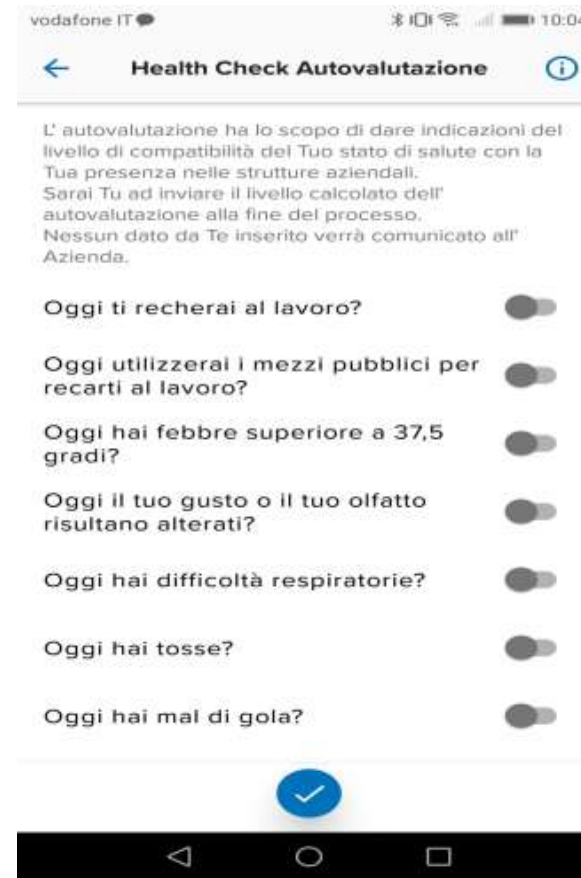 vodafone IT 10:04
Health Check Autovalutazione
L' autovalutazione ha lo scopo di dare indicazioni del
livello di compatibilità del Tuo stato di salute con la
Tua presenza nelle strutture aziendali.
Sarai Tu ad inviare il livello calcolato dell'
autovalutazione alla fine del processo.
Nessun dato da Te inserito verrà comunicato all'
Azienda.
Oggi ti recherai al lavoro?
Oggi utilizzerai i mezzi pubblici per
recarti al lavoro?
Oggi hai febbre superiore a 37,5
gradi?
Oggi il tuo gusto o il tuo olfatto
risultano alterati?
Oggi hai difficoltà respiratorie?
Oggi hai tosse?
Oggi hai mal di gola?